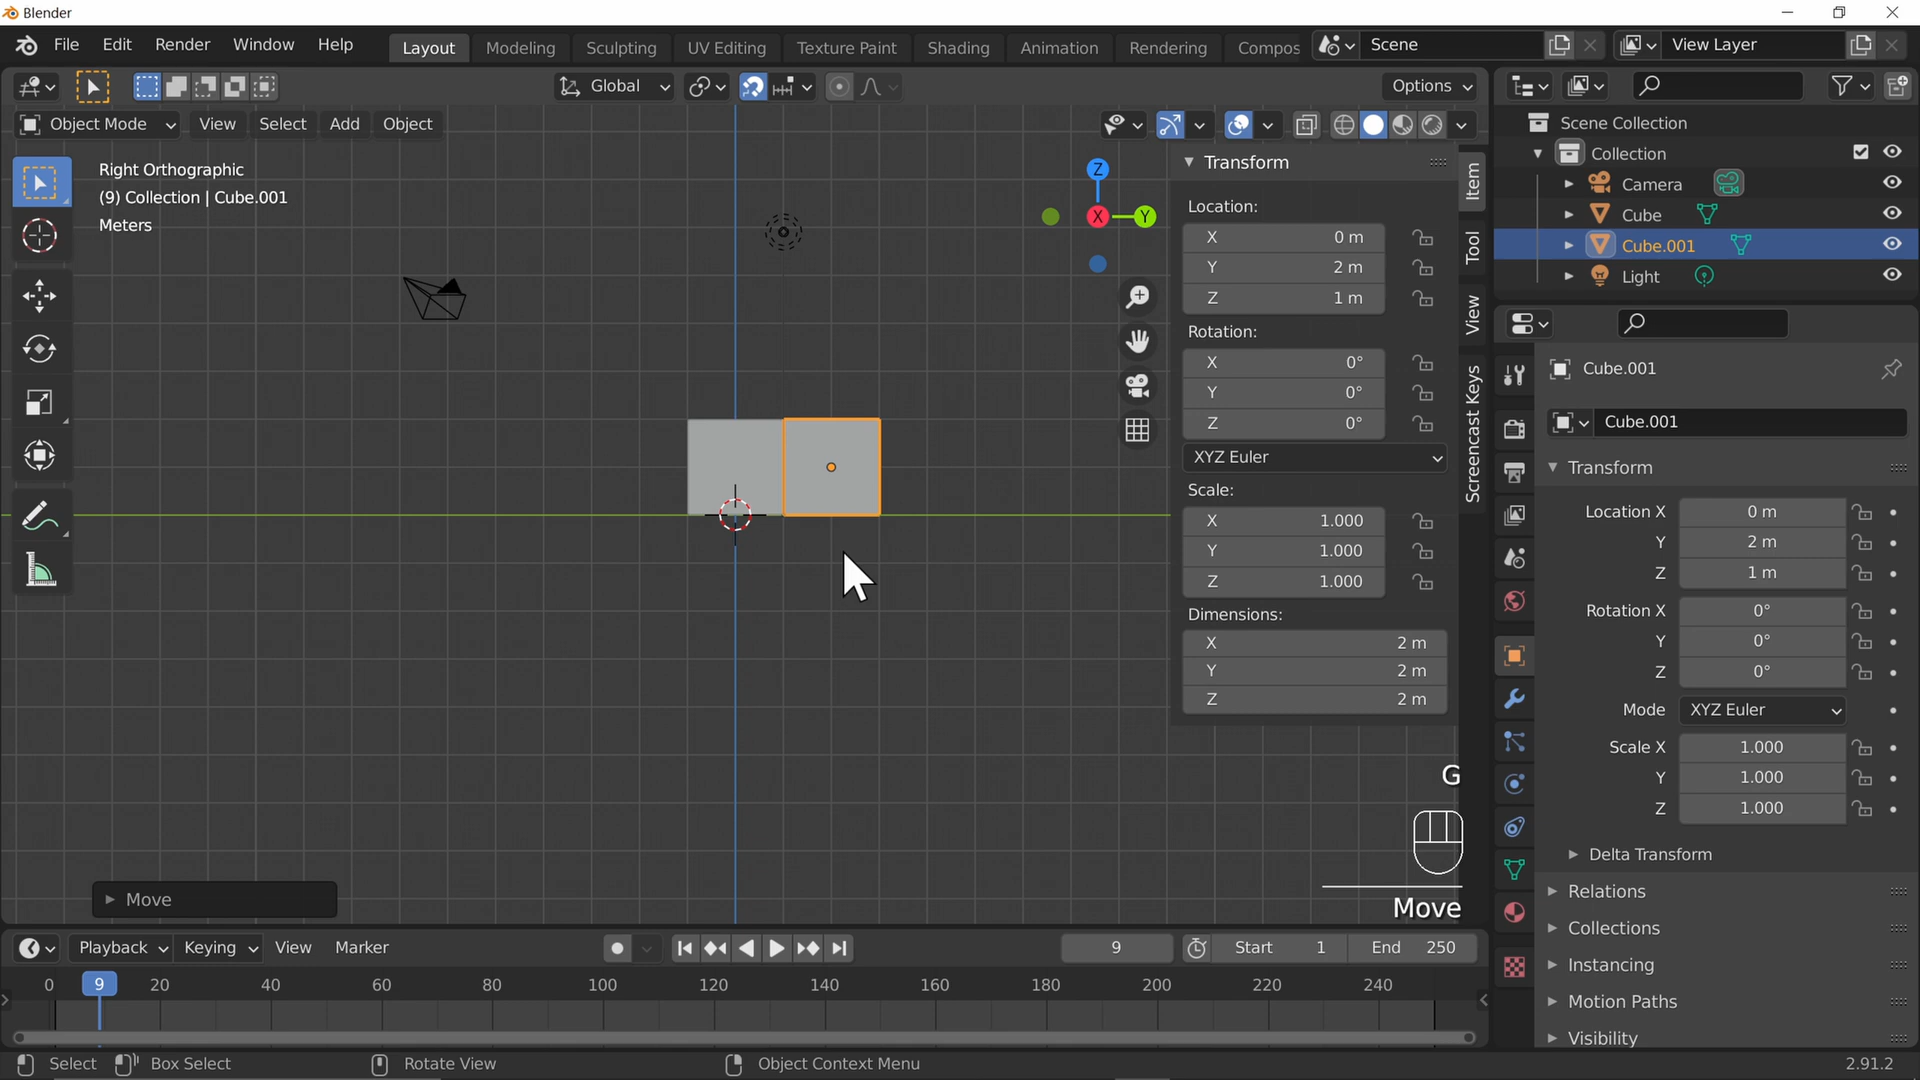 Blender
File Edit Render Window Help Layout Modeling Sculpting UV Editing Texture Paint Shading Animation Rendering Compos Scene View Layer
Global Options
Object Mode View Select Add Object
Right Orthographic
(9) Collection | Cube.001
Meters
Z
X
Y
Transform
Location:
X 0 m
Y 2 m
Z 1 m
Rotation:
X 0°
Y 0°
Z 0°
XYZ Euler
Scale:
X 1.000
Y 1.000
Z 1.000
Dimensions:
X 2 m
Y 2 m
Z 2 m
Item
Tool
View
Screencast Keys
G
Move
Move
Scene Collection
Collection
Camera
Cube
Cube.001
Light
Cube.001
Cube.001
Transform
Location X 0 m
Y 2 m
Z 1 m
Rotation X 0°
Y 0°
Z 0°
Mode XYZ Euler
Scale X 1.000
Y 1.000
Z 1.000
Delta Transform
Relations
Collections
Instancing
Motion Paths
Visibility
Playback Keying View Marker 9 Start 1 End 250
0 9 20 40 60 80 100 120 140 160 180 200 220 240
Select Box Select Rotate View Object Context Menu 2.91.2